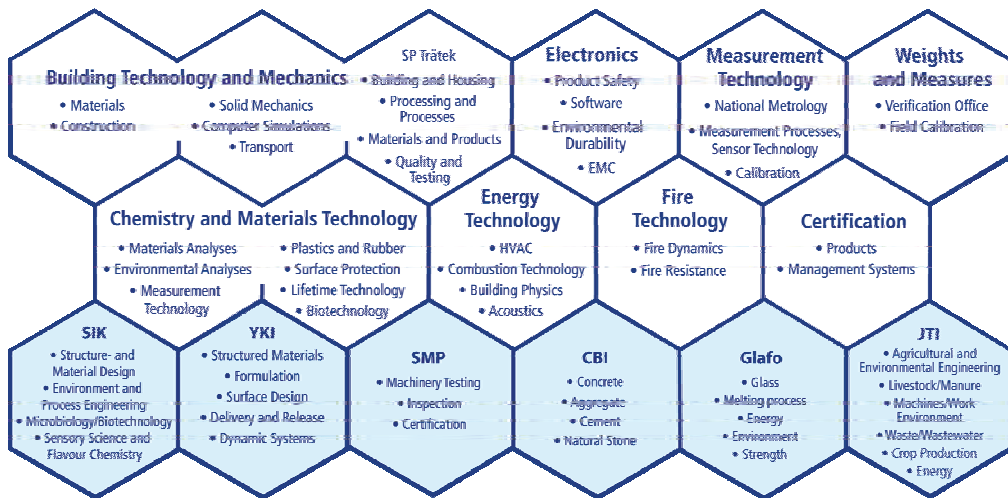 Building Technology and Mechanics
• Materials
• Construction
• Solid Mechanics
• Computer Simulations
• Transport
SP Trätek
• Building and Housing
• Processing and
Processes
• Materials and Products
• Quality and
Testing
Electronics
• Product Safety
• Software
• Environmental
Durability
• EMC
Measurement
Technology
• National Metrology
• Measurement Processes,
Sensor Technology
• Calibration
Weights
and Measures
• Verification Office
• Field Calibration
Chemistry and Materials Technology
• Materials Analyses
• Environmental Analyses
• Measurement
Technology
• Plastics and Rubber
• Surface Protection
• Lifetime Technology
• Biotechnology
Energy
Technology
• HVAC
• Combustion Technology
• Building Physics
• Acoustics
Fire
Technology
• Fire Dynamics
• Fire Resistance
Certification
• Products
• Management Systems
SIK
• Structure- and
Material Design
• Environment and
Process Engineering
• Microbiology/Biotechnology
• Sensory Science and
Flavour Chemistry
YKI
• Structured Materials
• Formulation
• Surface Design
• Delivery and Release
• Dynamic Systems
SMP
• Machinery Testing
• Inspection
• Certification
CBI
• Concrete
• Aggregate
• Cement
• Natural Stone
Glafo
• Glass
• Melting process
• Energy
• Environment
• Strength
JTI
• Agricultural and
Environmental Engineering
• Livestock/Manure
• Machines/Work
Environment
• Waste/Wastewater
• Crop Production
• Energy